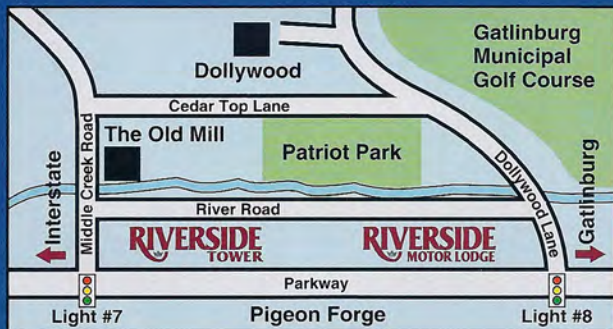 Gatlinburg
Municipal
Golf Course
Dollywood
Cedar Top Lane
The Old Mill
Patriot Park
Middle Creek Road
Dollywood Lane
Interstate
Gatlinburg
River Road
RIVERSIDE
TOWER
RIVERSIDE
MOTOR LODGE
Parkway
Light #7
Pigeon Forge
Light #8